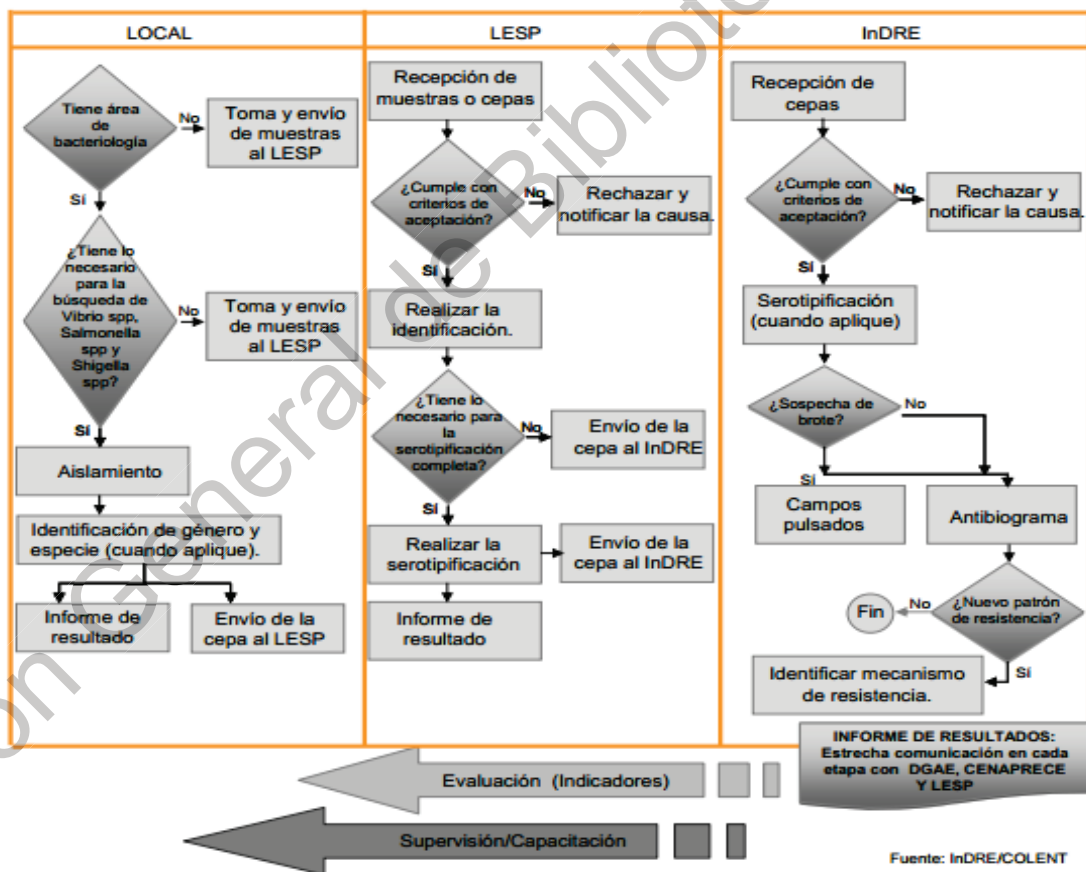 LOCAL
Tiene área
de
bacteriología
No
Toma y envío
de muestras
al LESP
Sí
¿Tiene lo
necesario
para la
búsqueda de
Vibrio spp,
Salmonella
spp y
Shigella
spp?
No
Toma y envío
de muestras
al LESP
Sí
Aislamiento
Identificación de género y
especie (cuando aplique).
Informe de
resultado
Envío de la
cepa al LESP
LESP
Recepción de
muestras o cepas
¿Cumple con
criterios de
aceptación?
No
Rechazar y
notificar la causa.
Sí
Realizar la
identificación.
¿Tiene lo
necesario para
la
serotipificación
completa?
No
Envío de la
cepa al InDRE
Sí
Realizar la
serotipificación
Envío de la
cepa al InDRE
Informe de
resultado
InDRE
Recepción de
cepas
¿Cumple con
criterios de
aceptación?
No
Rechazar y
notificar la causa.
Sí
Serotipificación
(cuando aplique)
¿Sospecha de
brote?
No
Sí
Campos
pulsados
Antibiograma
¿Nuevo patrón
de resistencia?
No
Fin
Sí
Identificar mecanismo
de resistencia.
INFORME DE RESULTADOS:
Estrecha comunicación en cada
etapa con DGAE, CENAPRECE
Y LESP
Evaluación (Indicadores)
Supervisión/Capacitación
Fuente: InDRE/COLENT
ón General de Bibliote